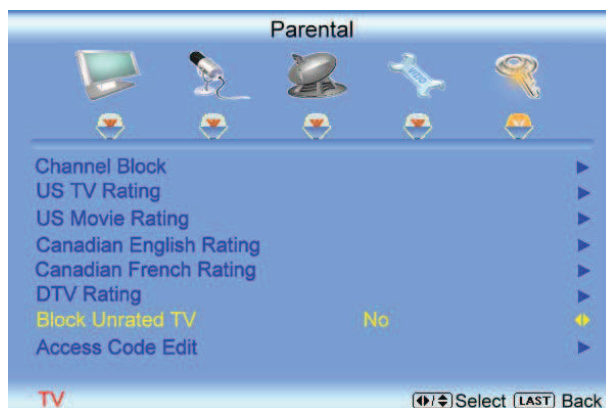 Parental
Channel Block
US TV Rating
US Movie Rating
Canadian English Rating
Canadian French Rating
DTV Rating
Block Unrated TV No
Access Code Edit
TV Select LAST Back